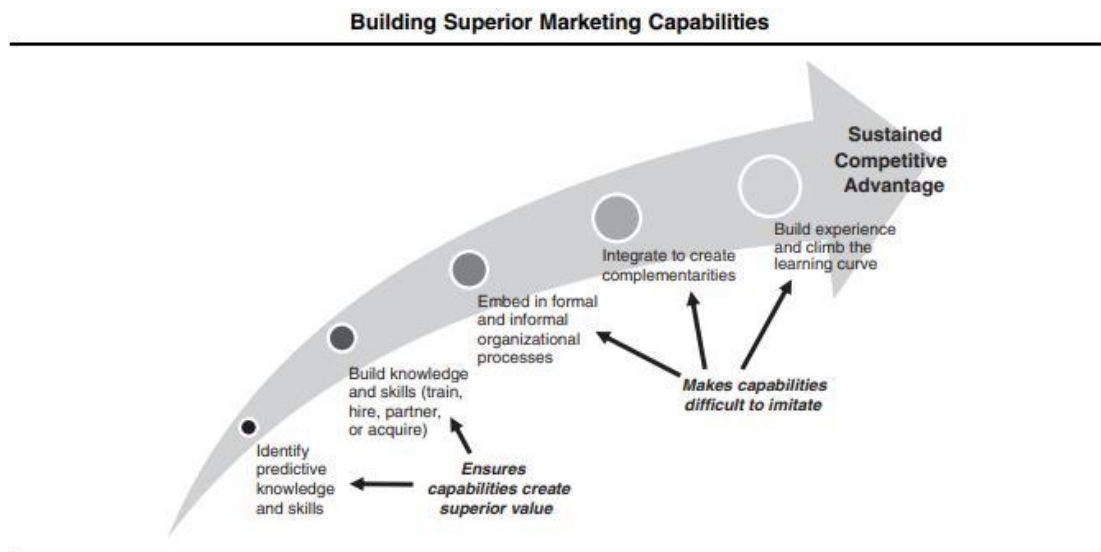 Building Superior Marketing Capabilities
Sustained
Competitive
Advantage
Build experience
and climb the
learning curve
Integrate to create
complementarities
Embed in formal
and informal
organizational
processes
Makes capabilities
difficult to imitate
Build knowledge
and skills (train,
hire, partner,
or acquire)
Identify
predictive
knowledge
and skills
Ensures
capabilities create
superior value